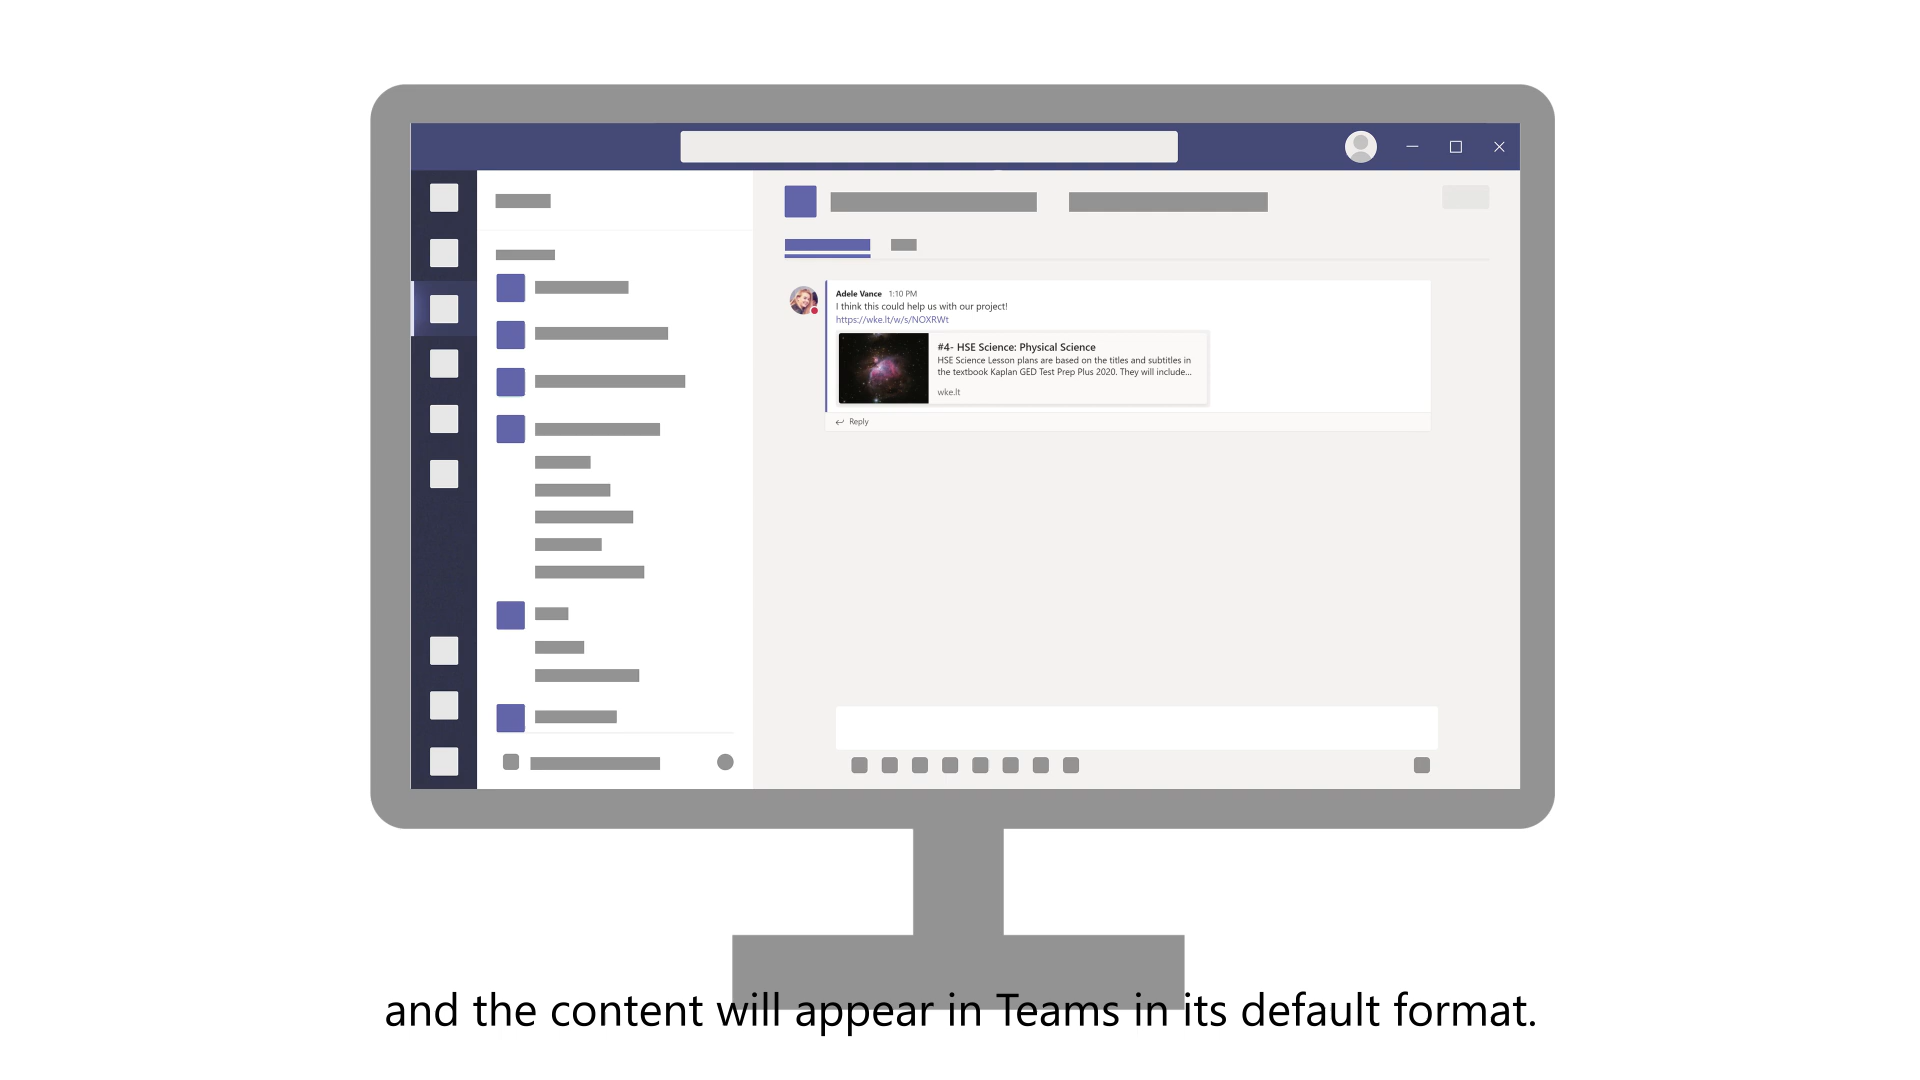 Adele Vance 1:10 PM
I think this could help us with our project!
https://wke.lt/w/s/NOXRWt
#4- HSE Science: Physical Science
HSE Science Lesson plans are based on the titles and subtitles in
the textbook Kaplan GED Test Prep Plus 2020. They will include...
wke.lt
Reply
and the content will appear in Teams in its default format.